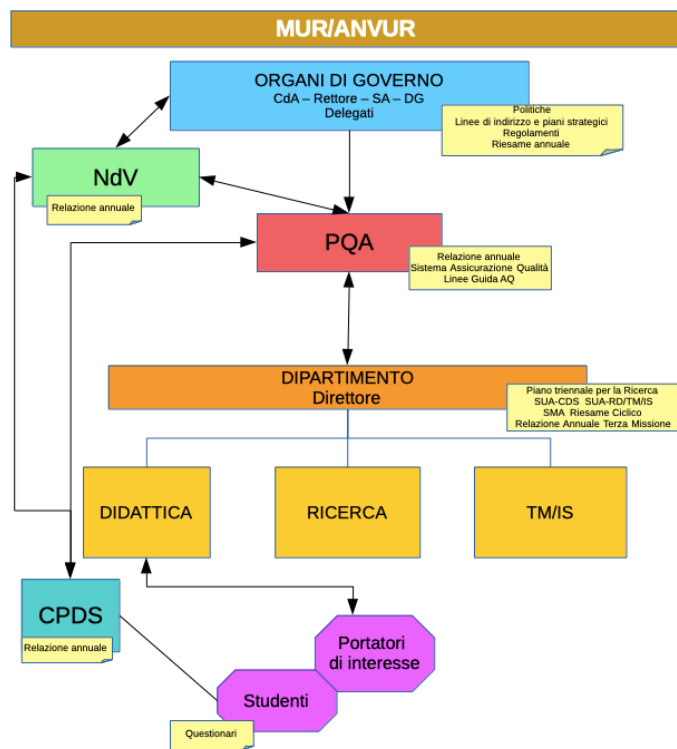 MUR/ANVUR
ORGANI DI GOVERNO
CdA – Rettore – SA – DG
Delegati
Politiche
Linee di indirizzo e piani strategici
Regolamenti
Riesame annuale
NdV
Relazione annuale
PQA
Relazione annuale
Sistema Assicurazione Qualità
Linee Guida AQ
DIPARTIMENTO
Direttore
Piano triennale per la Ricerca
SUA-CDS SUA-RD/TM/IS
SMA Riesame Ciclico
Relazione Annuale Terza Missione
DIDATTICA
RICERCA
TM/IS
CPDS
Relazione annuale
Portatori
di interesse
Studenti
Questionari